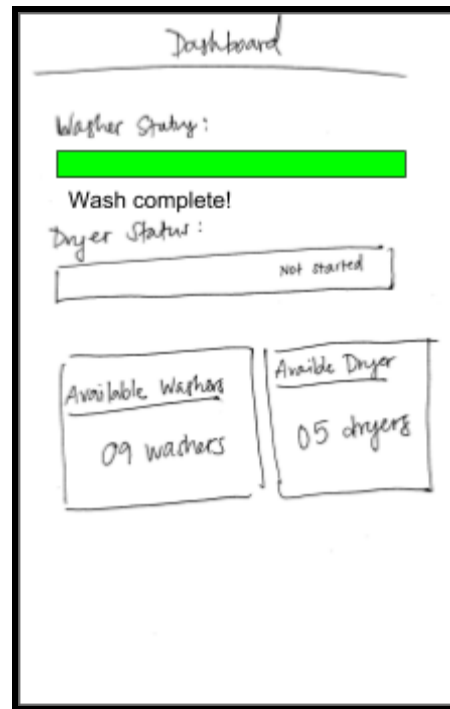 Dashboard
Washer Status:
Wash complete!
Dryer Status:
Not started
Available Washers
09 washers
Availble Dryer
05 dryers